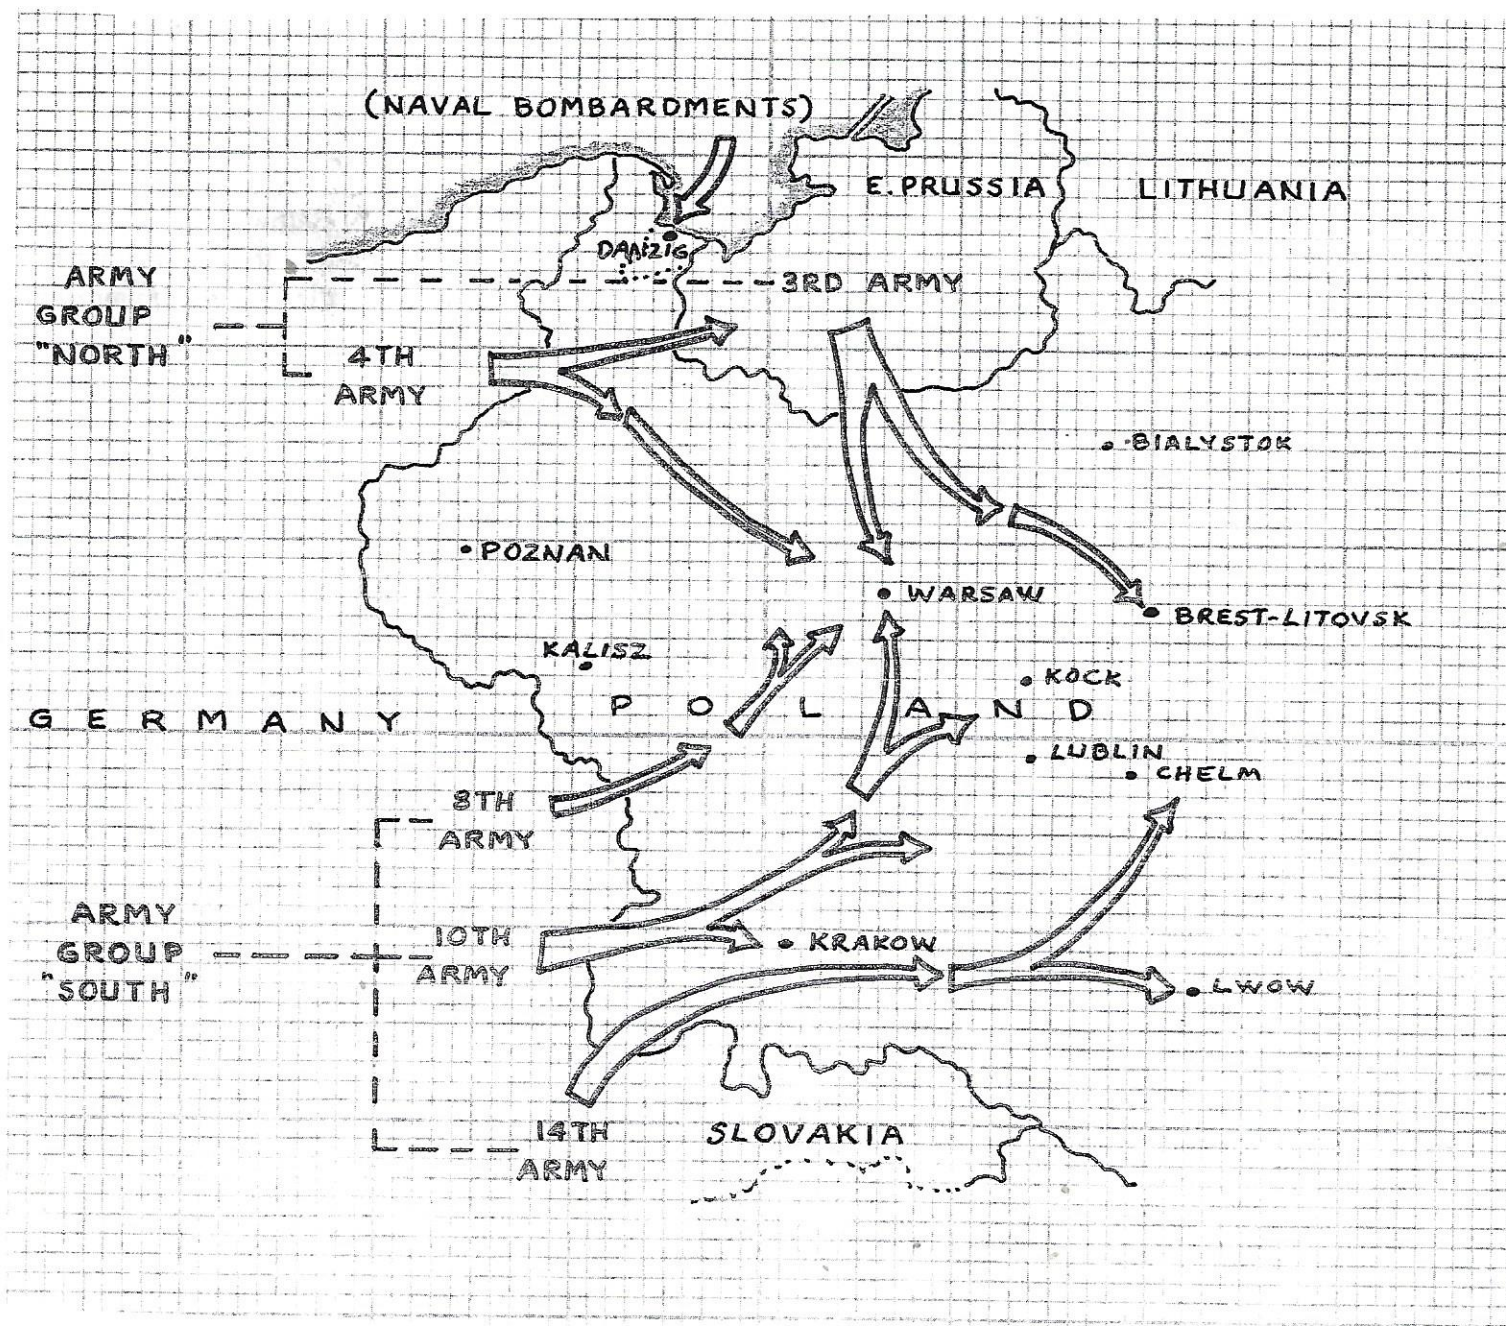 (NAVAL BOMBARDMENTS)
E. PRUSSIA
LITHUANIA
DANZIG
ARMY
GROUP
"NORTH"
3RD ARMY
4TH
ARMY
BIALYSTOK
POZNAN
WARSAW
BREST-LITOVSK
KALISZ
KOCK
GERMANY
POLAND
LUBLIN
CHELM
8TH
ARMY
ARMY
GROUP
"SOUTH"
10TH
ARMY
KRAKOW
LWOW
14TH
ARMY
SLOVAKIA